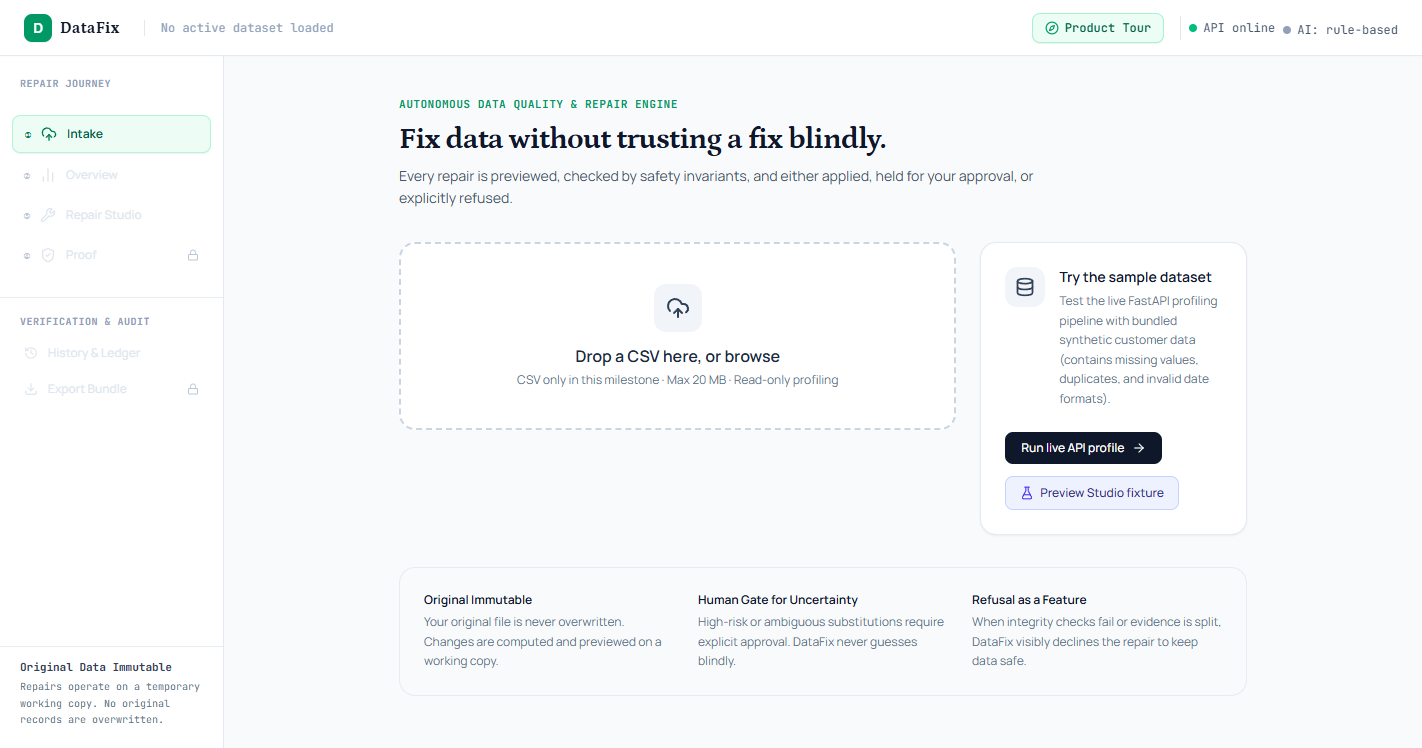 D DataFix
No active dataset loaded
Product Tour
API online
AI: rule-based
REPAIR JOURNEY
Intake
Overview
Repair Studio
Proof
VERIFICATION & AUDIT
History & Ledger
Export Bundle
Original Data Immutable
Repairs operate on a temporary
working copy. No original
records are overwritten.
AUTONOMOUS DATA QUALITY & REPAIR ENGINE
Fix data without trusting a fix blindly.
Every repair is previewed, checked by safety invariants, and either applied, held for your approval, or
explicitly refused.
Drop a CSV here, or browse
CSV only in this milestone · Max 20 MB · Read-only profiling
Try the sample dataset
Test the live FastAPI profiling
pipeline with bundled
synthetic customer data
(contains missing values,
duplicates, and invalid date
formats).
Run live API profile
Preview Studio fixture
Original Immutable
Your original file is never overwritten.
Changes are computed and previewed on a
working copy.
Human Gate for Uncertainty
High-risk or ambiguous substitutions require
explicit approval. DataFix never guesses
blindly.
Refusal as a Feature
When integrity checks fail or evidence is split,
DataFix visibly declines the repair to keep
data safe.